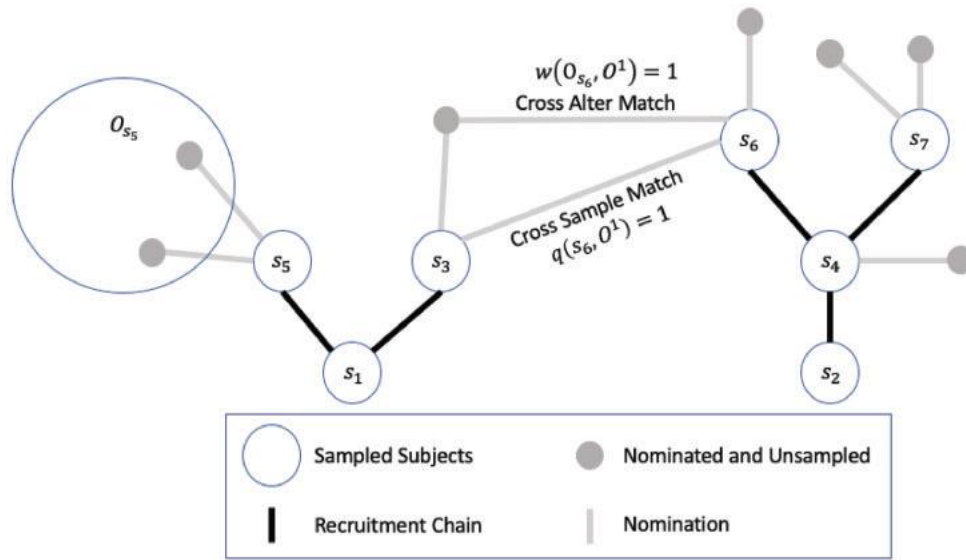 w(O_{s_6}, O^1) = 1
Cross Alter Match
O_{s_5}
s_6
s_7
Cross Sample Match
q(s_6, O^1) = 1
s_5
s_3
s_4
s_1
s_2
Sampled Subjects
Nominated and Unsampled
Recruitment Chain
Nomination